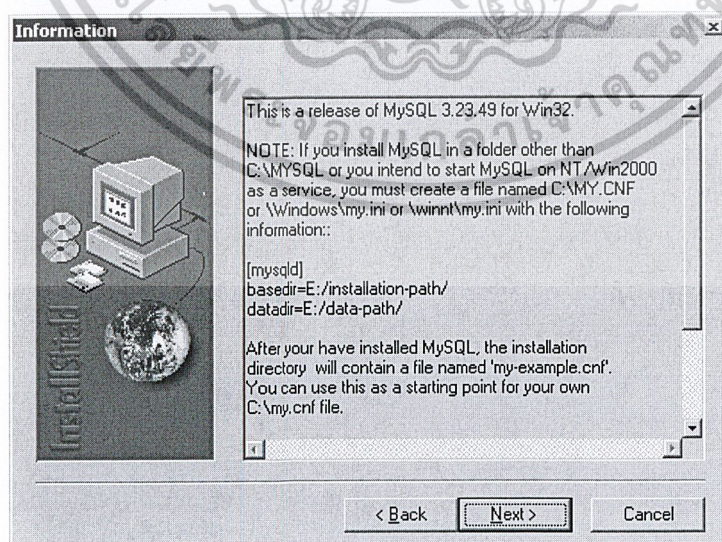 Information
This is a release of MySQL 3.23.49 for Win32.
NOTE: If you install MySQL in a folder other than
C:\MYSQL or you intend to start MySQL on NT/Win2000
as a service, you must create a file named C:\MY.CNF
or \Windows\my.ini or \winnt\my.ini with the following
information::
[mysqld]
basedir=E:/installation-path/
datadir=E:/data-path/
After your have installed MySQL, the installation
directory will contain a file named 'my-example.cnf'.
You can use this as a starting point for your own
C:\my.cnf file.
InstallShield
< Back
Next >
Cancel